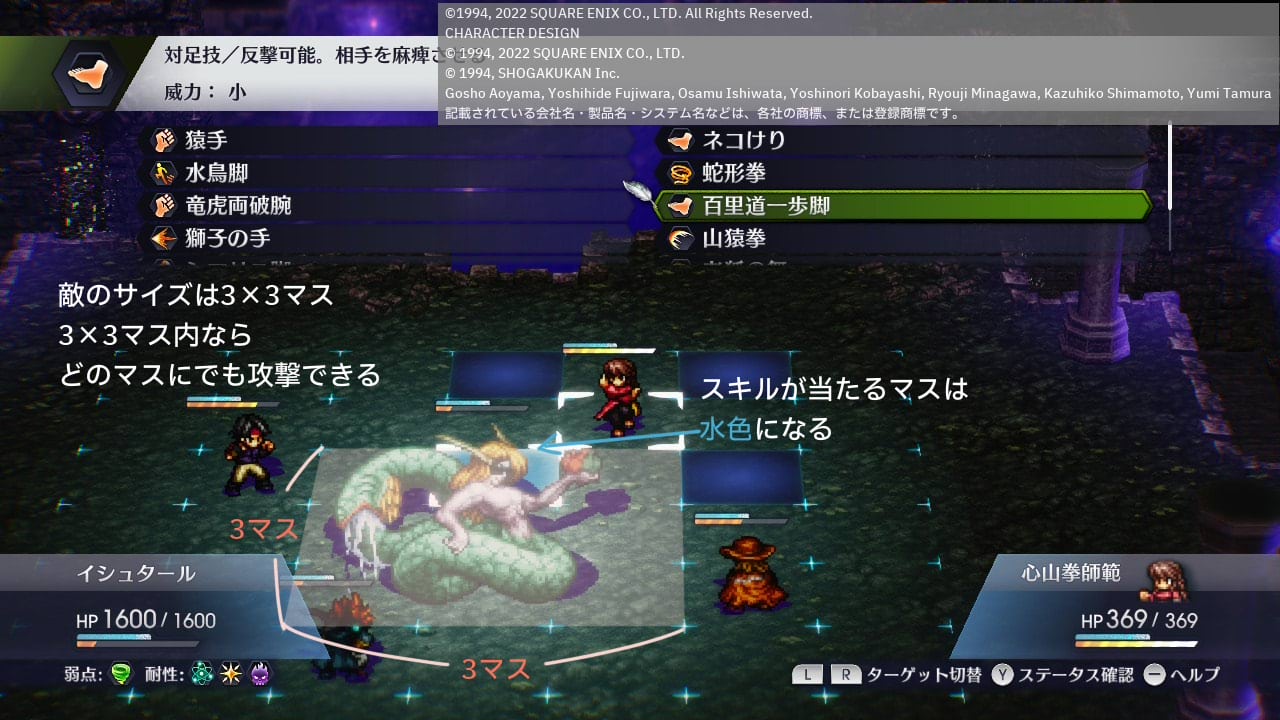 ©1994, 2022 SQUARE ENIX CO., LTD. All Rights Reserved.
CHARACTER DESIGN
© 1994, 2022 SQUARE ENIX CO., LTD.
© 1994, SHOGAKUKAN Inc.
Gosho Aoyama, Yoshihide Fujiwara, Osamu Ishiwata, Yoshinori Kobayashi, Ryouji Minagawa, Kazuhiko Shimamoto, Yumi Tamura
記載されている会社名・製品名・システム名などは、各社の商標、または登録商標です。
対足技／反撃可能。相手を麻痺させる
威力： 小
猿手
ネコけり
水鳥脚
蛇形拳
竜虎両破腕
百里道一歩脚
獅子の手
山猿拳
敵のサイズは3×3マス
3×3マス内なら
どのマスにでも攻撃できる
スキルが当たるマスは
水色になる
3マス
3マス
イシュタール
HP 1600 / 1600
弱点: 耐性:
心山拳師範
HP 369 / 369
L R ターゲット切替 Y ステータス確認 − ヘルプ